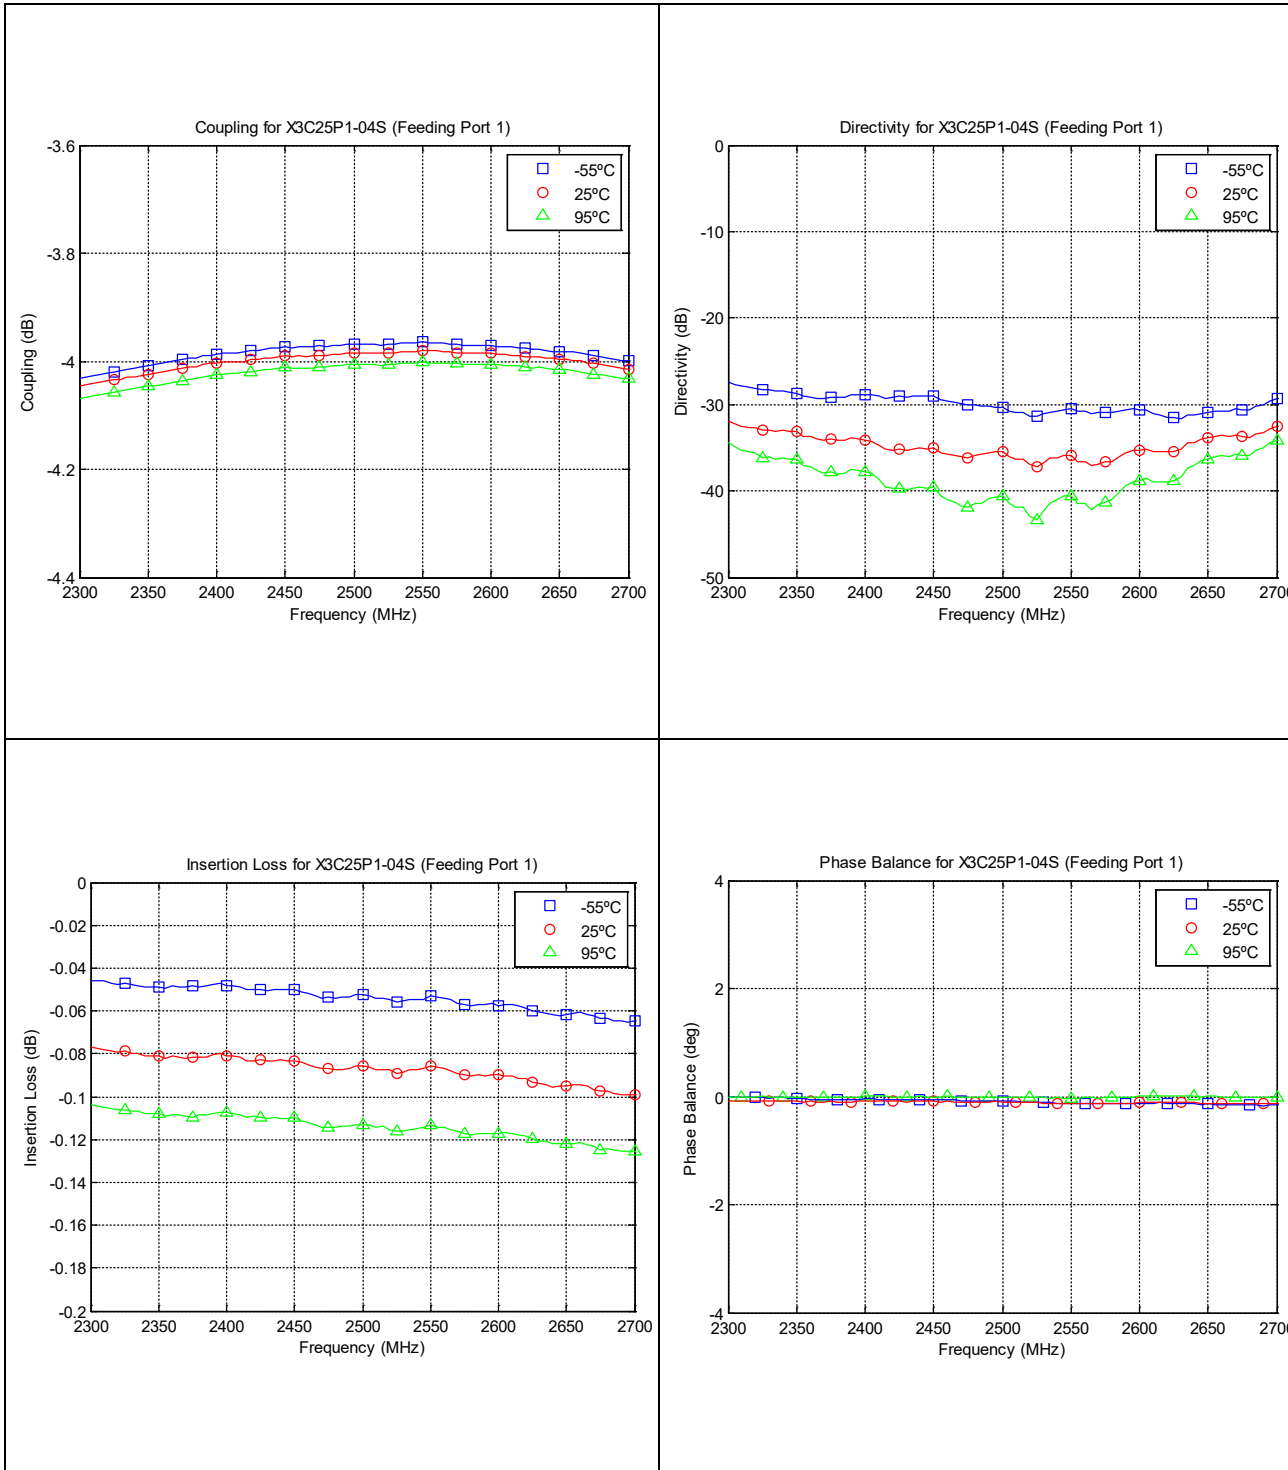 Coupling for X3C25P1-04S (Feeding Port 1)
-3.6
-3.8
-4
-4.2
-4.4
2300 2350 2400 2450 2500 2550 2600 2650 2700
Frequency (MHz)
Coupling (dB)
-55ºC
25ºC
95ºC
Directivity for X3C25P1-04S (Feeding Port 1)
0
-10
-20
-30
-40
-50
2300 2350 2400 2450 2500 2550 2600 2650 2700
Frequency (MHz)
Directivity (dB)
-55ºC
25ºC
95ºC
Insertion Loss for X3C25P1-04S (Feeding Port 1)
0
-0.02
-0.04
-0.06
-0.08
-0.1
-0.12
-0.14
-0.16
-0.18
-0.2
2300 2350 2400 2450 2500 2550 2600 2650 2700
Frequency (MHz)
Insertion Loss (dB)
-55ºC
25ºC
95ºC
Phase Balance for X3C25P1-04S (Feeding Port 1)
4
2
0
-2
-4
2300 2350 2400 2450 2500 2550 2600 2650 2700
Frequency (MHz)
Phase Balance (deg)
-55ºC
25ºC
95ºC